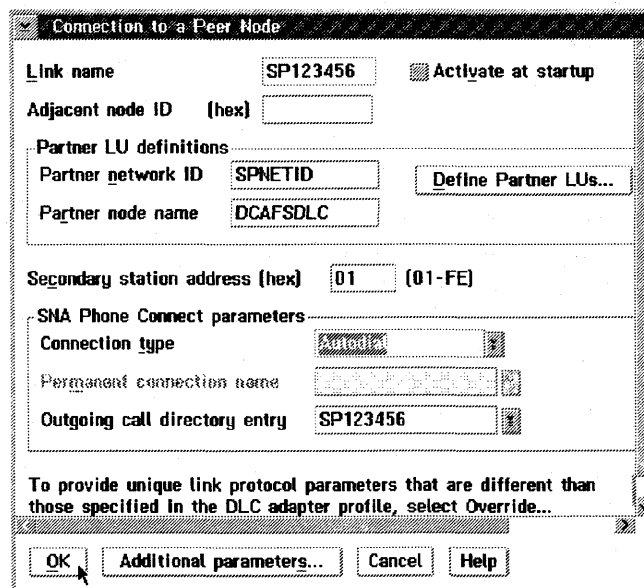 Connection to a Peer Node
Link name SP123456 Activate at startup
Adjacent node ID (hex)
Partner LU definitions
Partner network ID SPNETID Define Partner LUs...
Partner node name DCAFSDLC
Secondary station address (hex) 01 (01-FE)
SNA Phone Connect parameters
Connection type Autodial
Permanent connection name
Outgoing call directory entry SP123456
To provide unique link protocol parameters that are different than
those specified in the DLC adapter profile, select Override...
OK Additional parameters... Cancel Help